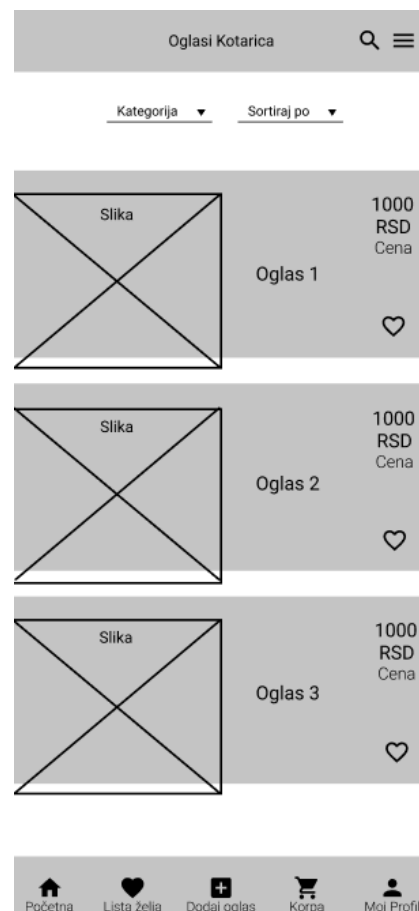 Oglasi Kotarica
Kategorija
Sortiraj po
Slika
Oglas 1
1000
RSD
Cena
Slika
Oglas 2
1000
RSD
Cena
Slika
Oglas 3
1000
RSD
Cena
Početna
Lista želja
Dodaj oglas
Korpa
Moj Profil